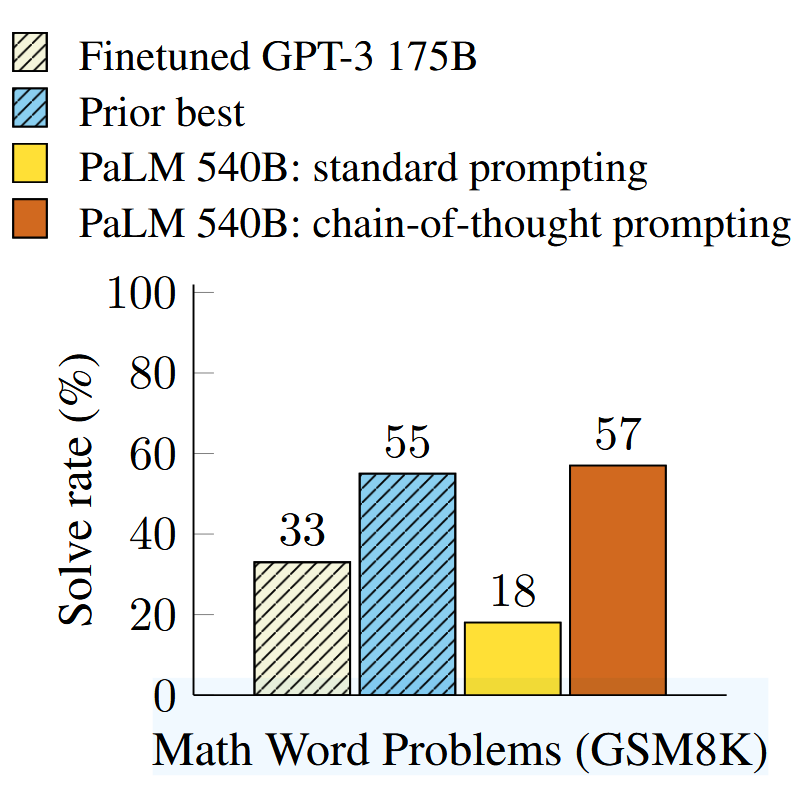 Finetuned GPT-3 175B
Prior best
PaLM 540B: standard prompting
PaLM 540B: chain-of-thought prompting
100
80
60
40
20
0
Solve rate (%)
33
55
18
57
Math Word Problems (GSM8K)